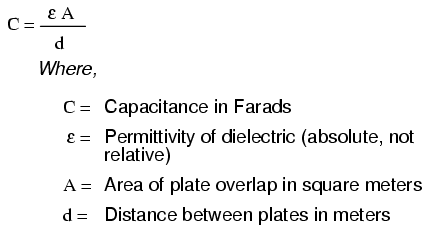 C = ε A
d
Where,
C = Capacitance in Farads
ε = Permittivity of dielectric (absolute, not
relative)
A = Area of plate overlap in square meters
d = Distance between plates in meters